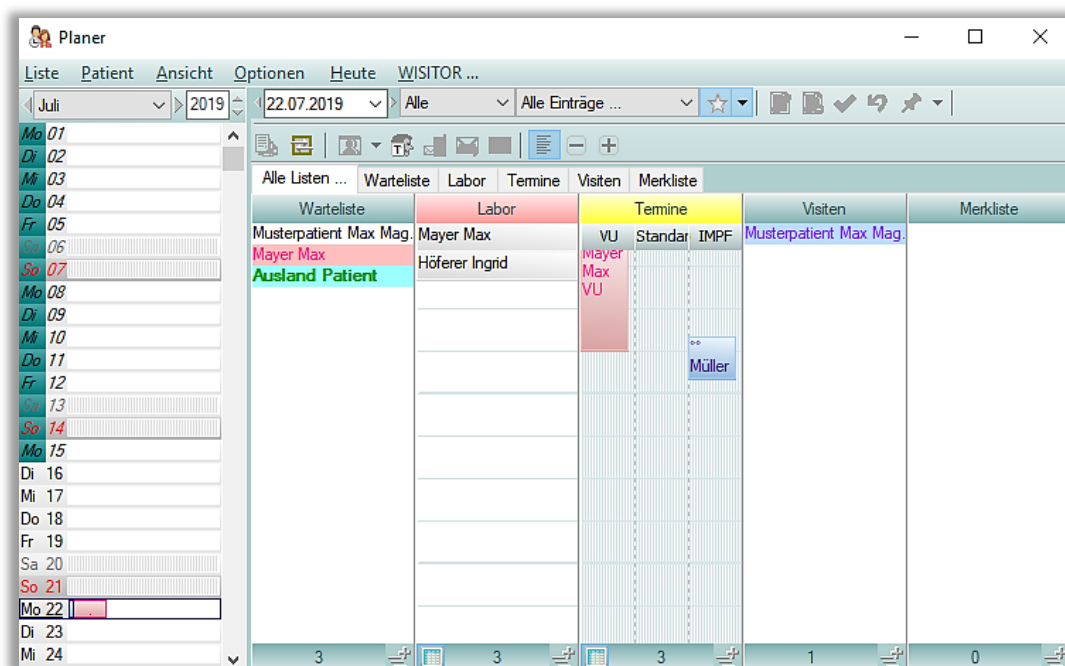 Planer
Liste Patient Ansicht Optionen Heute WISITOR ...
Juli 2019 22.07.2019 Alle Alle Einträge ...
Alle Listen ... Warteliste Labor Termine Visiten Merkliste
Warteliste Labor Termine Visiten Merkliste
Mo 01
Di 02
Mi 03
Do 04
Fr 05
Sa 06
So 07
Mo 08
Di 09
Mi 10
Do 11
Fr 12
Sa 13
So 14
Mo 15
Di 16
Mi 17
Do 18
Fr 19
Sa 20
So 21
Mo 22
Di 23
Mi 24
Musterpatient Max Mag.
Mayer Max
Ausland Patient
Mayer Max
Höferer Ingrid
VU Standar IMPF
Mayer
Max
VU
Müller
Musterpatient Max Mag.
3 3 3 1 0